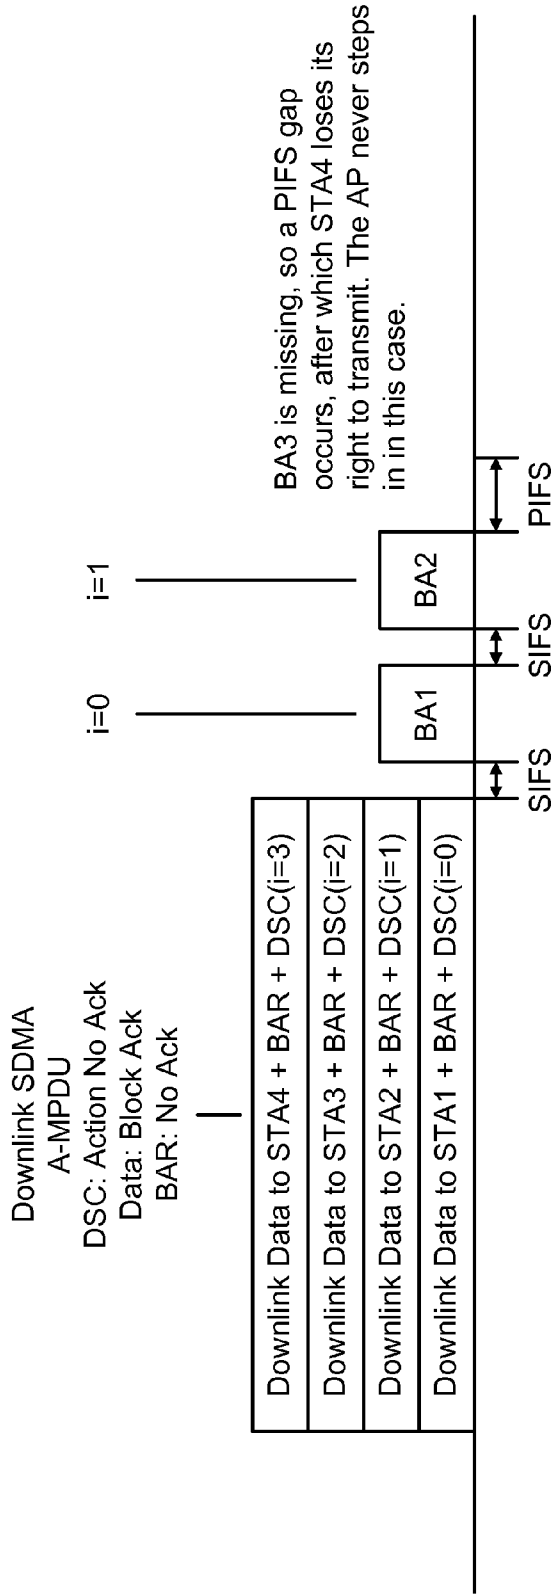 Downlink SDMA
A-MPDU
DSC: Action No Ack
Data: Block Ack
BAR: No Ack
i=0
i=1
BA3 is missing, so a PIFS gap
occurs, after which STA4 loses its
right to transmit. The AP never steps
in in this case.
Downlink Data to STA4 + BAR + DSC(i=3)
Downlink Data to STA3 + BAR + DSC(i=2)
Downlink Data to STA2 + BAR + DSC(i=1)
Downlink Data to STA1 + BAR + DSC(i=0)
BA1
BA2
SIFS
SIFS
PIFS